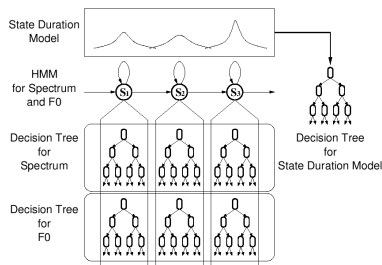 State Duration
Model
HMM
for Spectrum
and F0
S1
S2
S3
Decision Tree
for
State Duration Model
Decision Tree
for
Spectrum
Decision Tree
for
F0